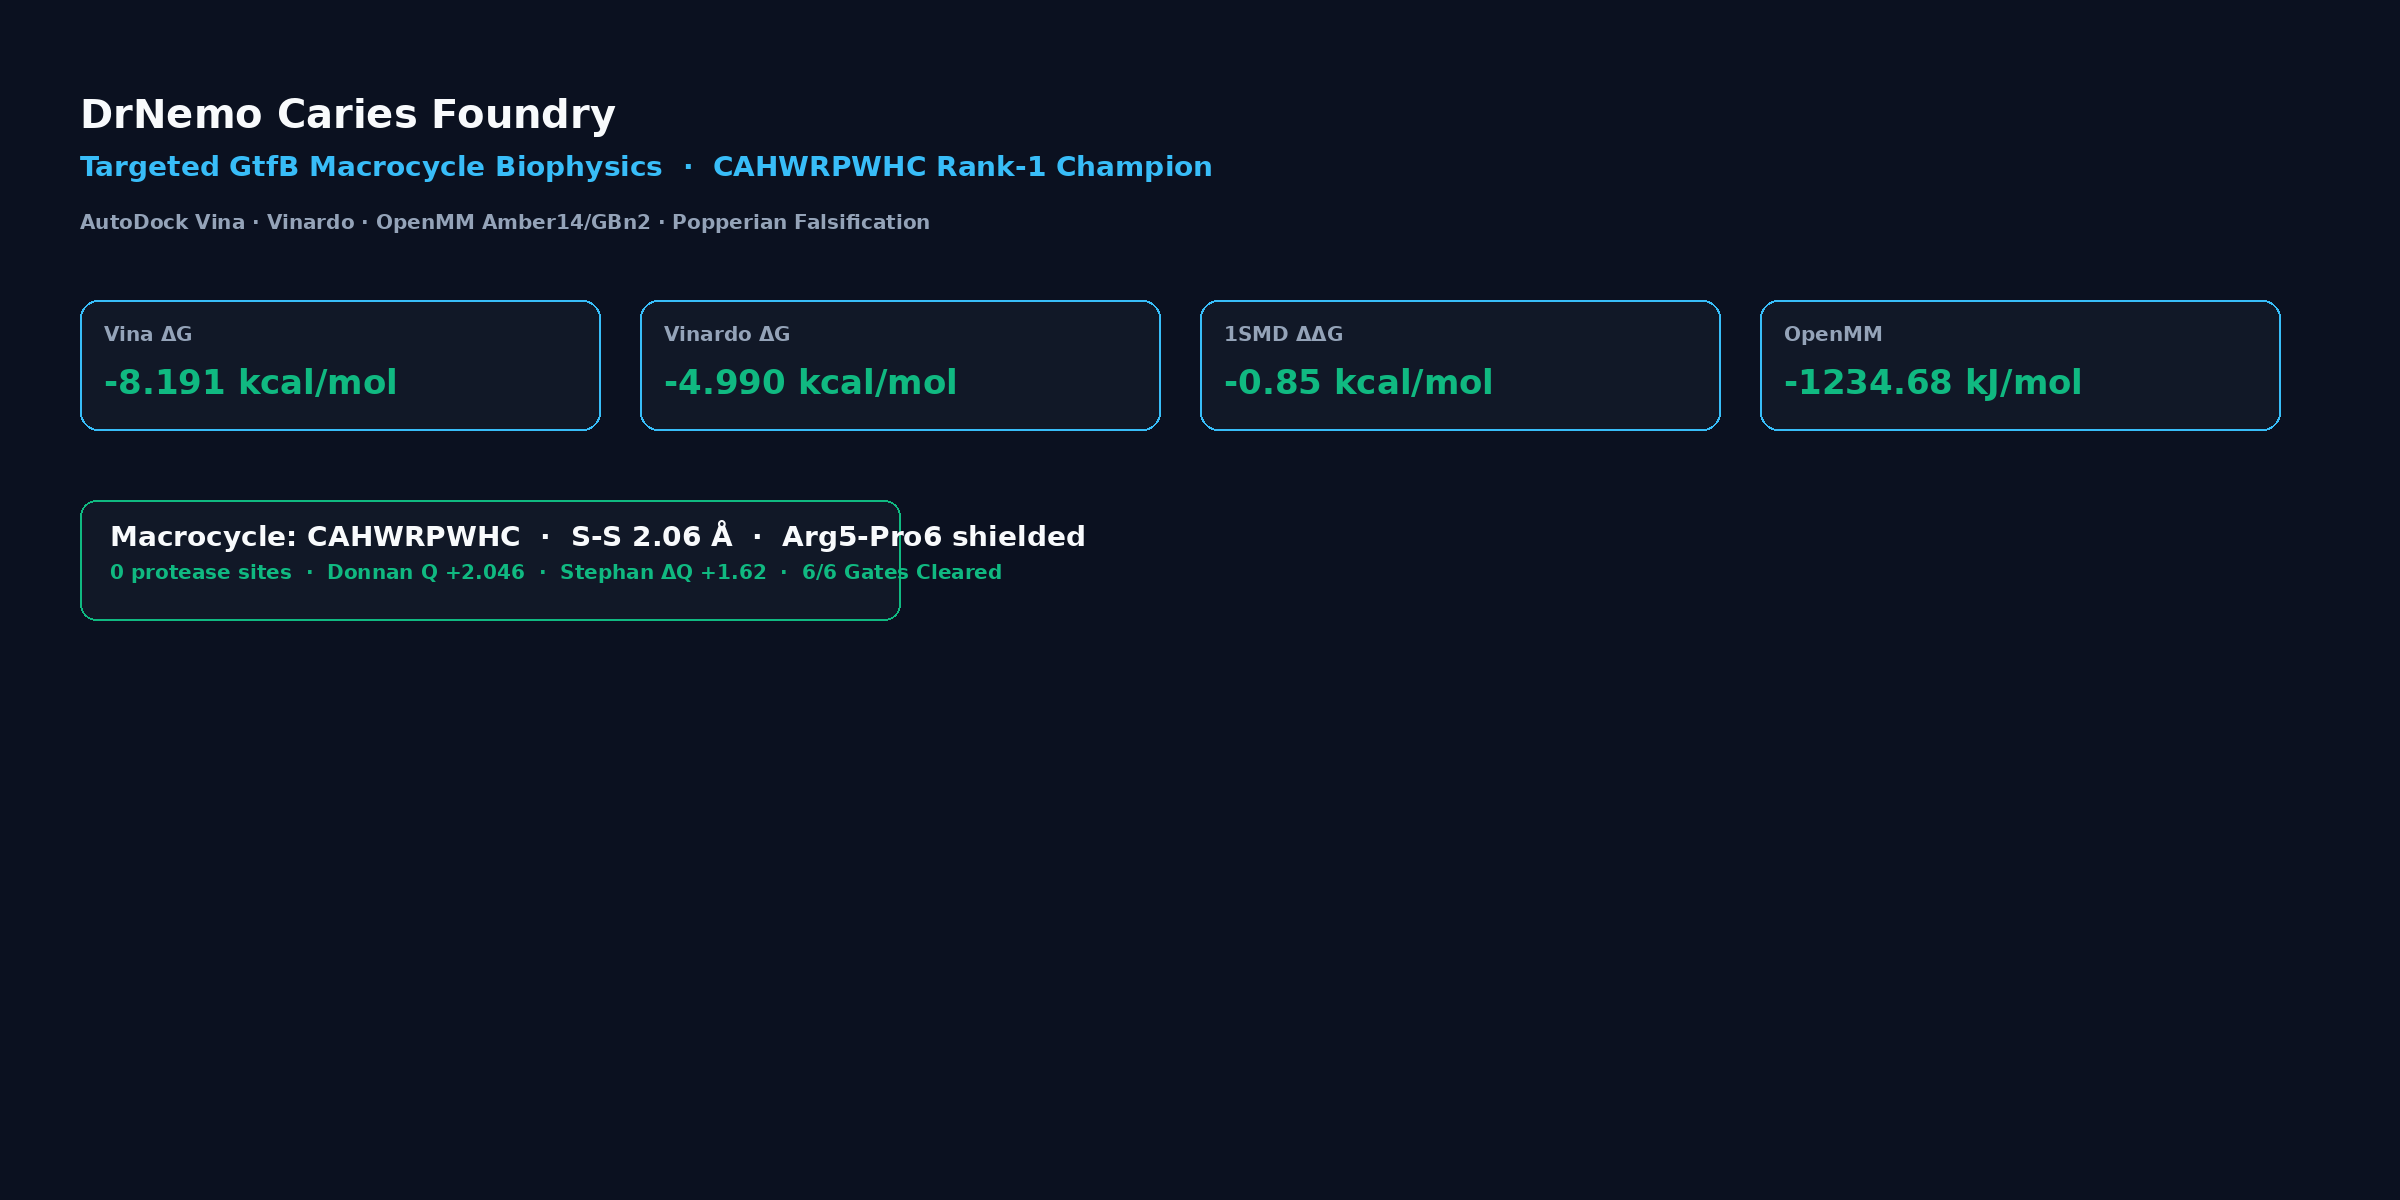 DrNemo Caries Foundry
Targeted GtfB Macrocycle Biophysics · CAHWRPWHC Rank-1 Champion
AutoDock Vina · Vinardo · OpenMM Amber14/GBn2 · Popperian Falsification
Vina ΔG
-8.191 kcal/mol
Vinardo ΔG
-4.990 kcal/mol
1SMD ΔΔG
-0.85 kcal/mol
OpenMM
-1234.68 kJ/mol
Macrocycle: CAHWRPWHC · S-S 2.06 Å · Arg5-Pro6 shielded
0 protease sites · Donnan Q +2.046 · Stephan ΔQ +1.62 · 6/6 Gates Cleared